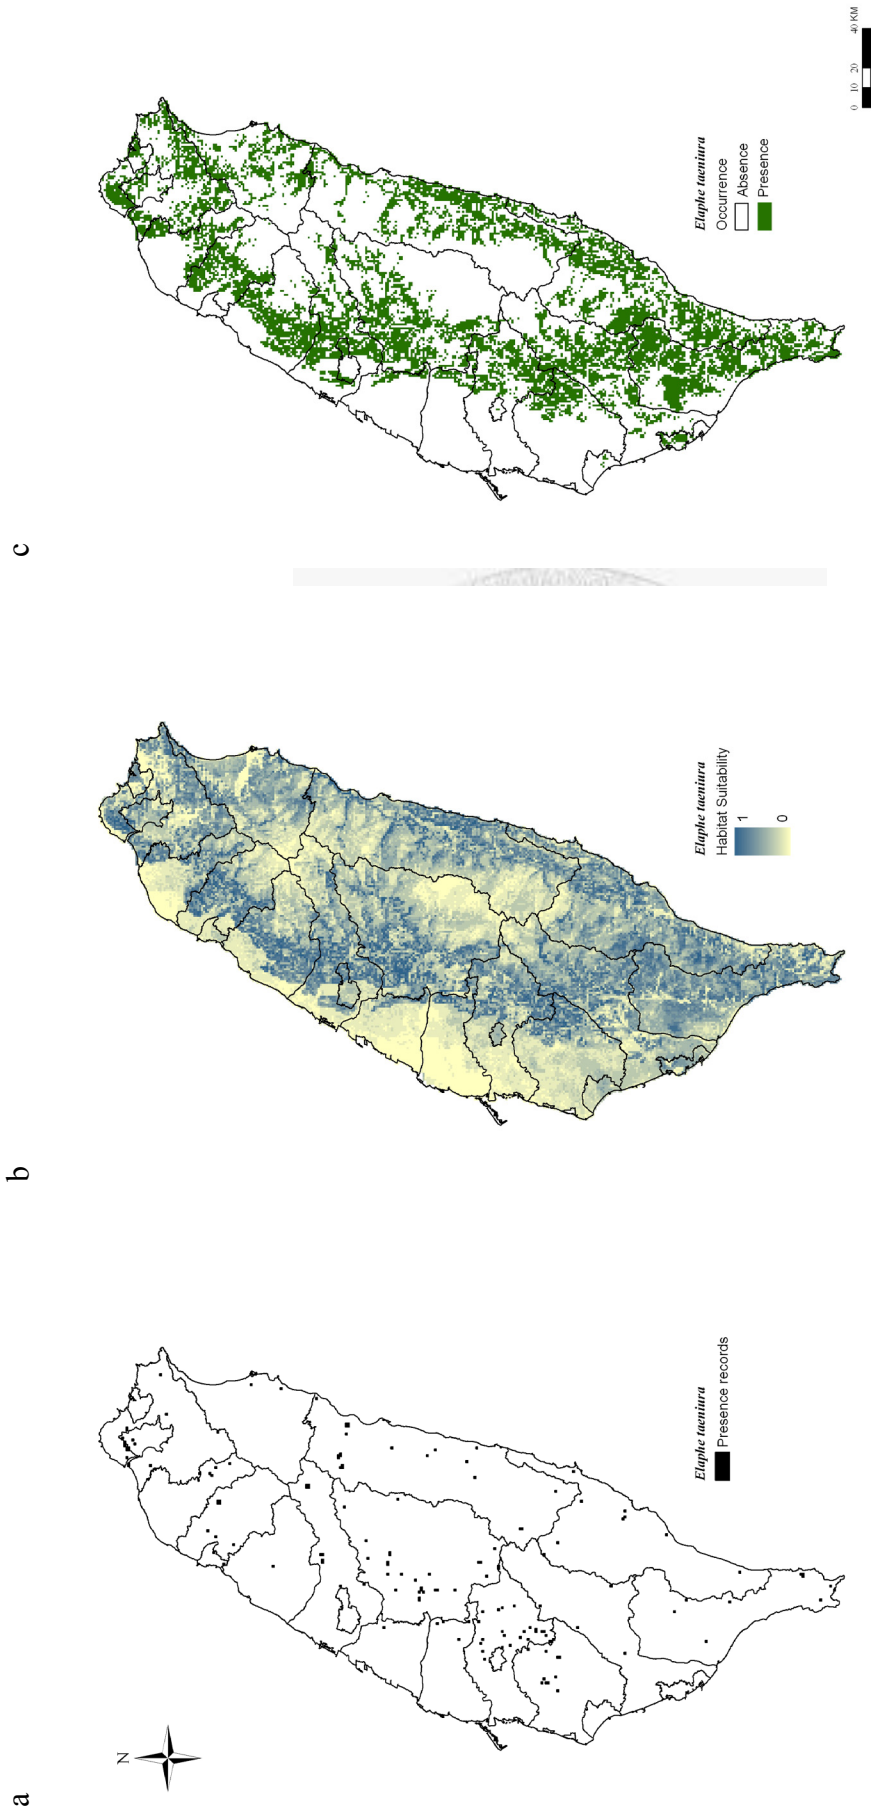 a
N
Elaphe taeniura
Presence records
b
Elaphe taeniura
Habitat Suitability
1
0
c
Elaphe taeniura
Occurrence
Absence
Presence
0 10 20 40 KM